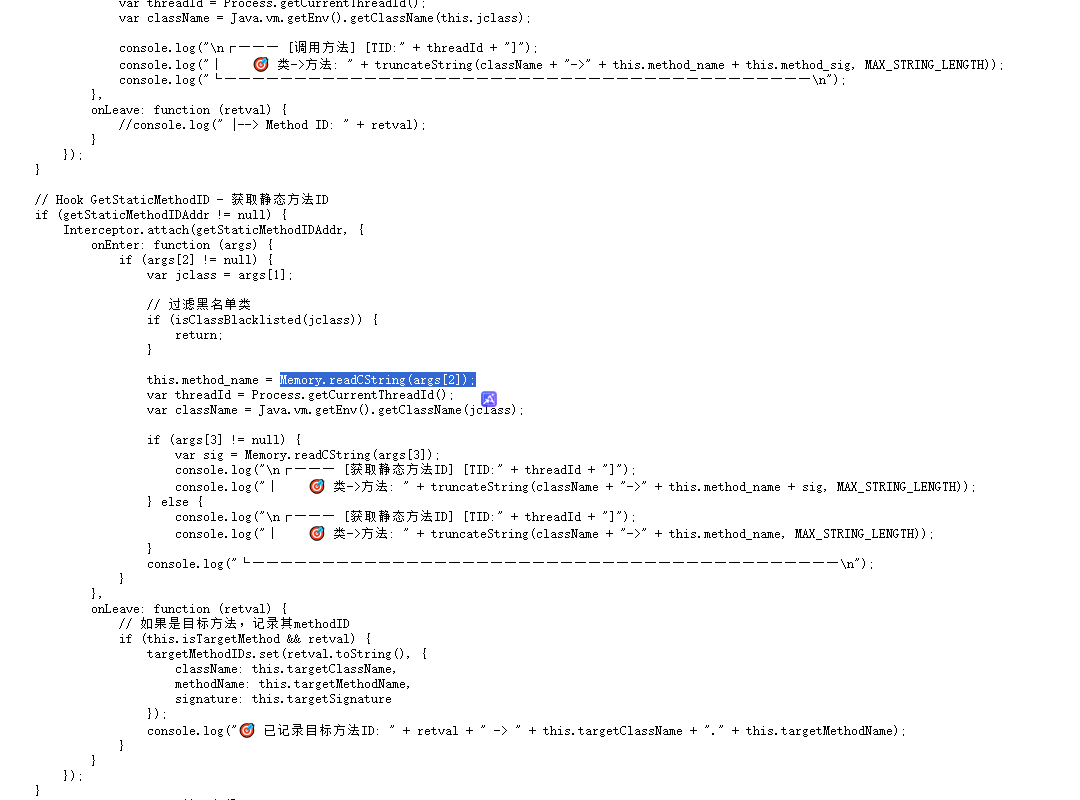 var threadId = Process.getCurrentThreadId();
var className = Java.vm.getEnv().getClassName(this.jclass);
console.log("\n┌─── [调用方法] [TID:" + threadId + "]");
console.log("│    🎯 类->方法: " + truncateString(className + "->" + this.method_name + this.method_sig, MAX_STRING_LENGTH));
console.log("└──────────────────────────────────────────\n");
},
onLeave: function (retval) {
//console.log(" |--> Method ID: " + retval);
}
});
}
// Hook GetStaticMethodID - 获取静态方法ID
if (getStaticMethodIDAddr != null) {
Interceptor.attach(getStaticMethodIDAddr, {
onEnter: function (args) {
if (args[2] != null) {
var jclass = args[1];
// 过滤黑名单类
if (isClassBlacklisted(jclass)) {
return;
}
this.method_name = Memory.readCString(args[2]);
var threadId = Process.getCurrentThreadId();
var className = Java.vm.getEnv().getClassName(jclass);
if (args[3] != null) {
var sig = Memory.readCString(args[3]);
console.log("\n┌─── [获取静态方法ID] [TID:" + threadId + "]");
console.log("│    🎯 类->方法: " + truncateString(className + "->" + this.method_name + sig, MAX_STRING_LENGTH));
} else {
console.log("\n┌─── [获取静态方法ID] [TID:" + threadId + "]");
console.log("│    🎯 类->方法: " + truncateString(className + "->" + this.method_name, MAX_STRING_LENGTH));
}
console.log("└──────────────────────────────────────────\n");
}
},
onLeave: function (retval) {
// 如果是目标方法，记录其methodID
if (this.isTargetMethod && retval) {
targetMethodIDs.set(retval.toString(), {
className: this.targetClassName,
methodName: this.targetMethodName,
signature: this.targetSignature
});
console.log("🎯 已记录目标方法ID: " + retval + " -> " + this.targetClassName + "." + this.targetMethodName);
}
}
});
}